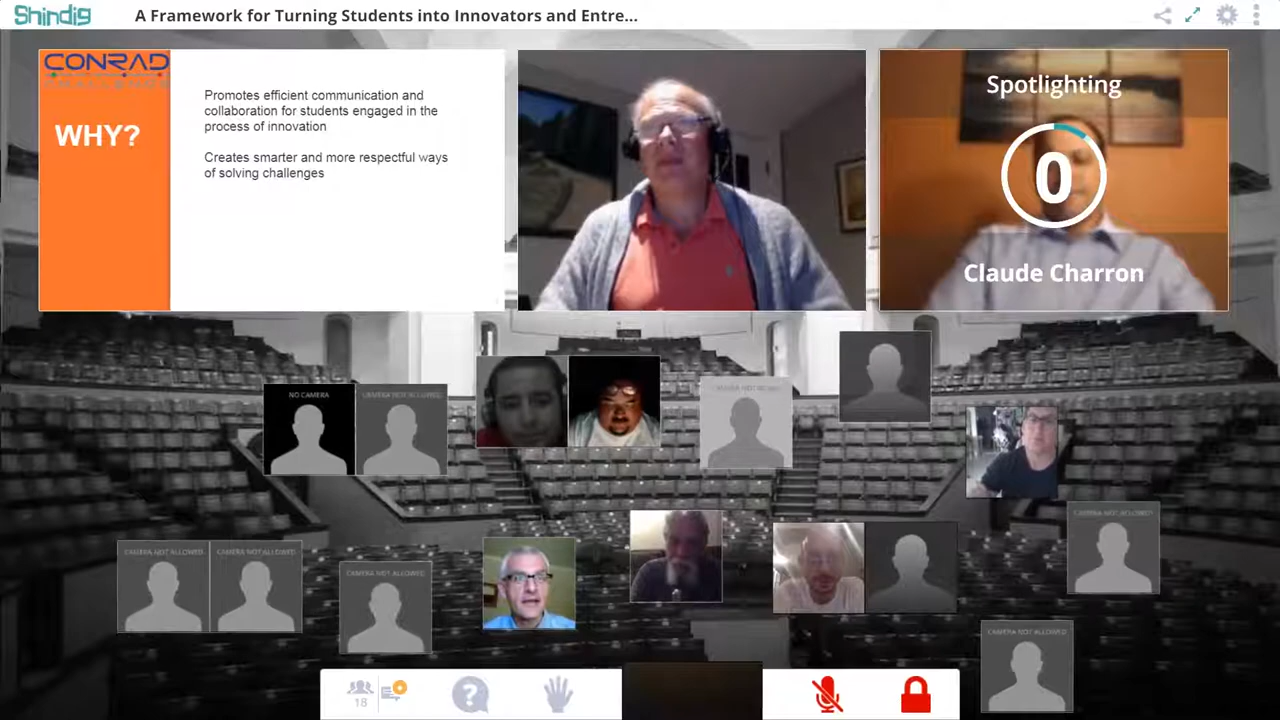 Shindig
A Framework for Turning Students into Innovators and Entre...
CONRAD
CHALLENGE
WHY?
Promotes efficient communication and
collaboration for students engaged in the
process of innovation
Creates smarter and more respectful ways
of solving challenges
Spotlighting
0
Claude Charron
NO CAMERA
CAMERA NOT ALLOWED
CAMERA NOT ALLOWED
CAMERA NOT ALLOWED
CAMERA NOT ALLOWED
CAMERA NOT ALLOWED
CAMERA NOT ALLOWED
18